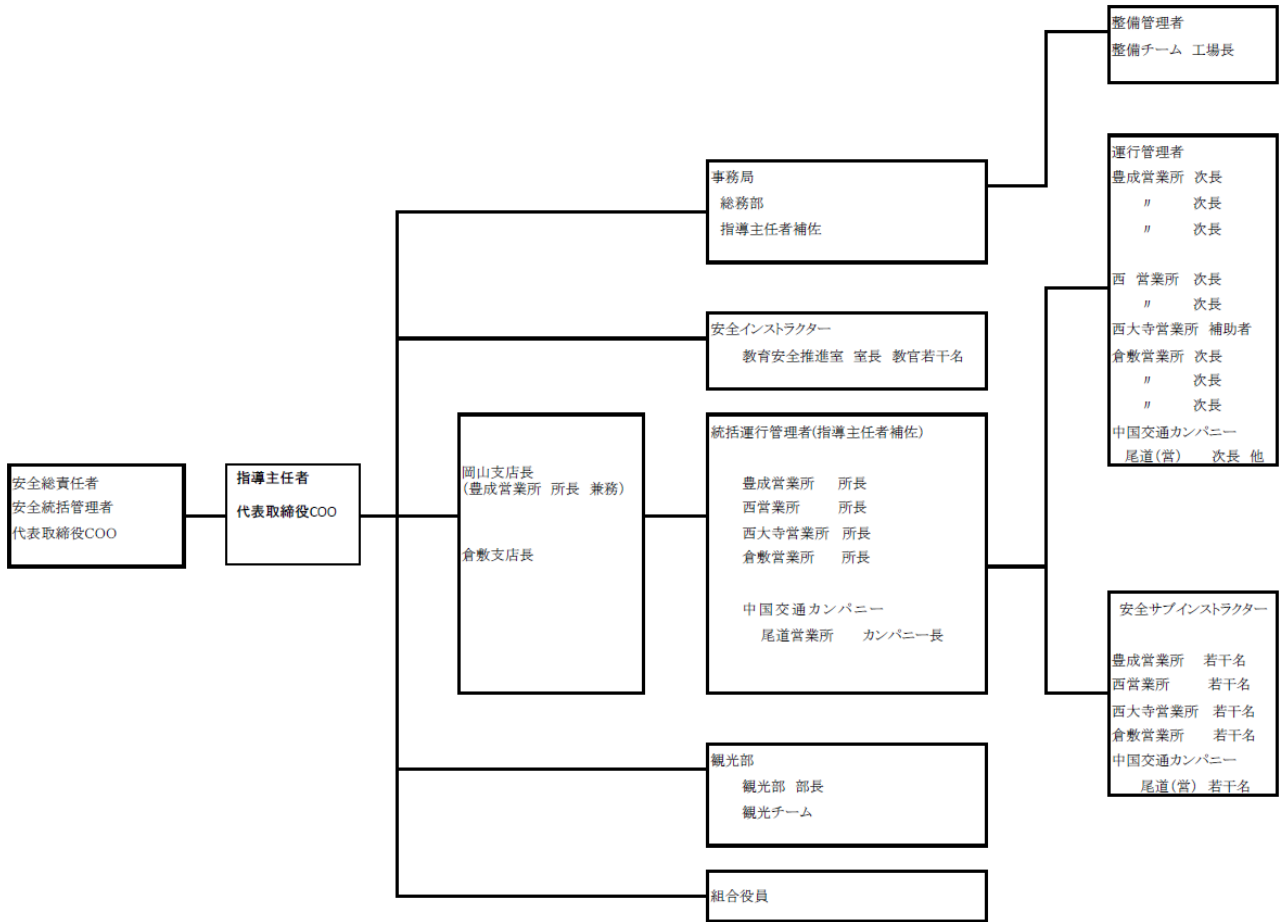 安全総責任者
安全統括管理者
代表取締役COO
指導主任者
代表取締役COO
事務局
総務部
指導主任者補佐
安全インストラクター
教育安全推進室 室長 教官若干名
岡山支店長
(豊成営業所 所長 兼務)
倉敷支店長
統括運行管理者(指導主任者補佐)
豊成営業所 所長
西営業所 所長
西大寺営業所 所長
倉敷営業所 所長
中国交通カンパニー
尾道営業所 カンパニー長
観光部
観光部 部長
観光チーム
組合役員
整備管理者
整備チーム 工場長
運行管理者
豊成営業所 次長
〃 次長
〃 次長
西 営業所 次長
〃 次長
西大寺営業所 補助者
倉敷営業所 次長
〃 次長
〃 次長
中国交通カンパニー
尾道(営) 次長 他
安全サブインストラクター
豊成営業所 若干名
西営業所 若干名
西大寺営業所 若干名
倉敷営業所 若干名
中国交通カンパニー
尾道(営) 若干名